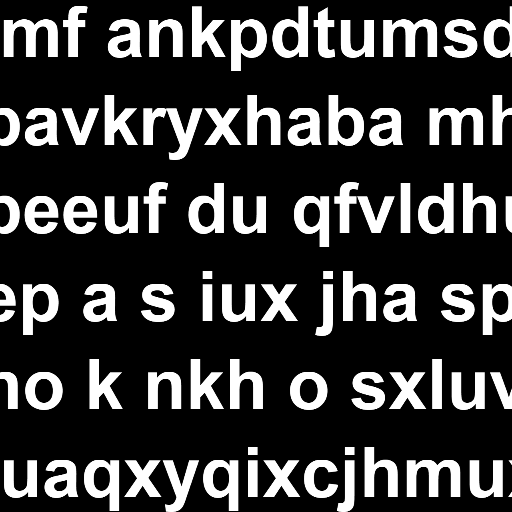 mf ankpdtumsd
bavkryxhaba mh
beeuf du qfvldhu
ep a s iux jha sp
no k nkh o sxluv
uaqxyqixcjhmux